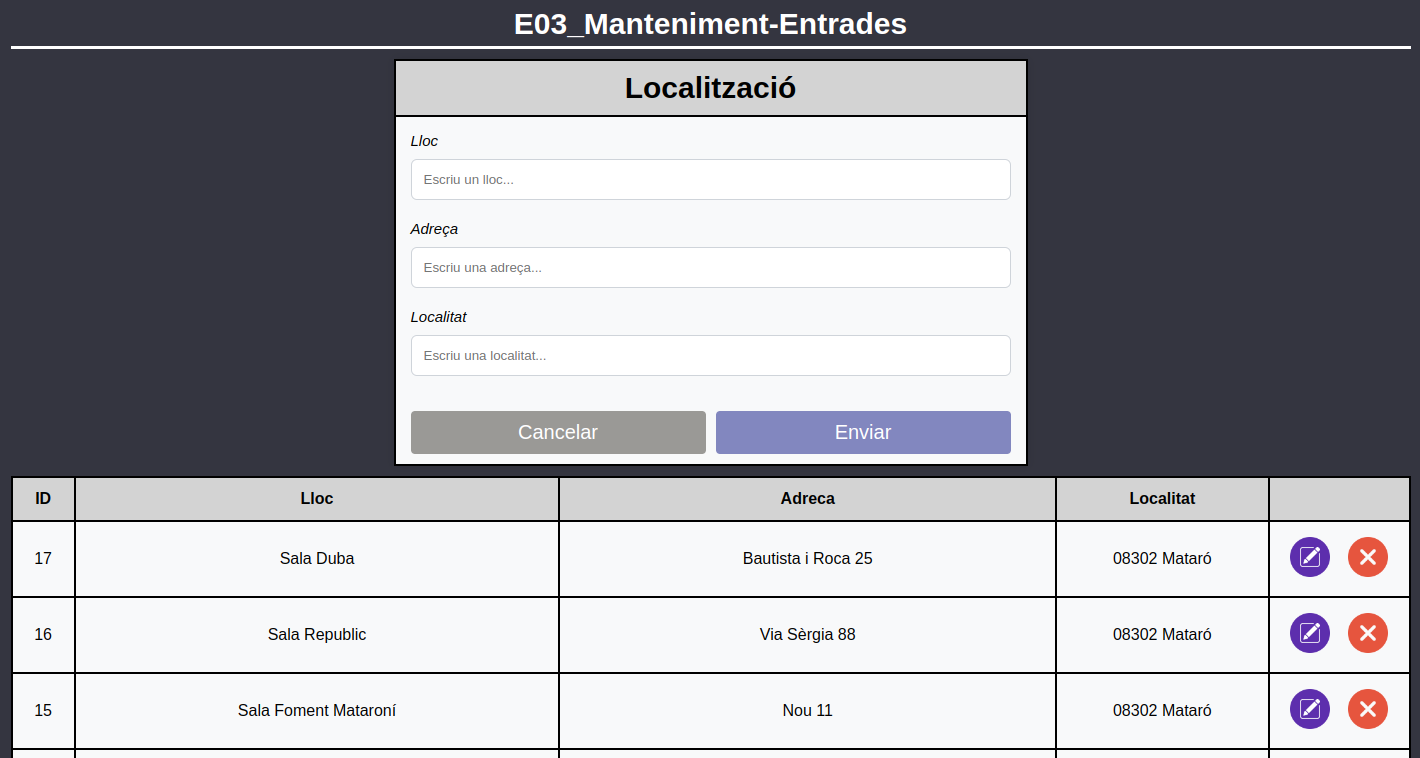 E03_Manteniment-Entrades
Localització
Lloc
Escriu un lloc...
Adreça
Escriu una adreça...
Localitat
Escriu una localitat...
Cancelar Enviar
ID Lloc Adreca Localitat
17 Sala Duba Bautista i Roca 25 08302 Mataró
16 Sala Republic Via Sèrgia 88 08302 Mataró
15 Sala Foment Mataroní Nou 11 08302 Mataró